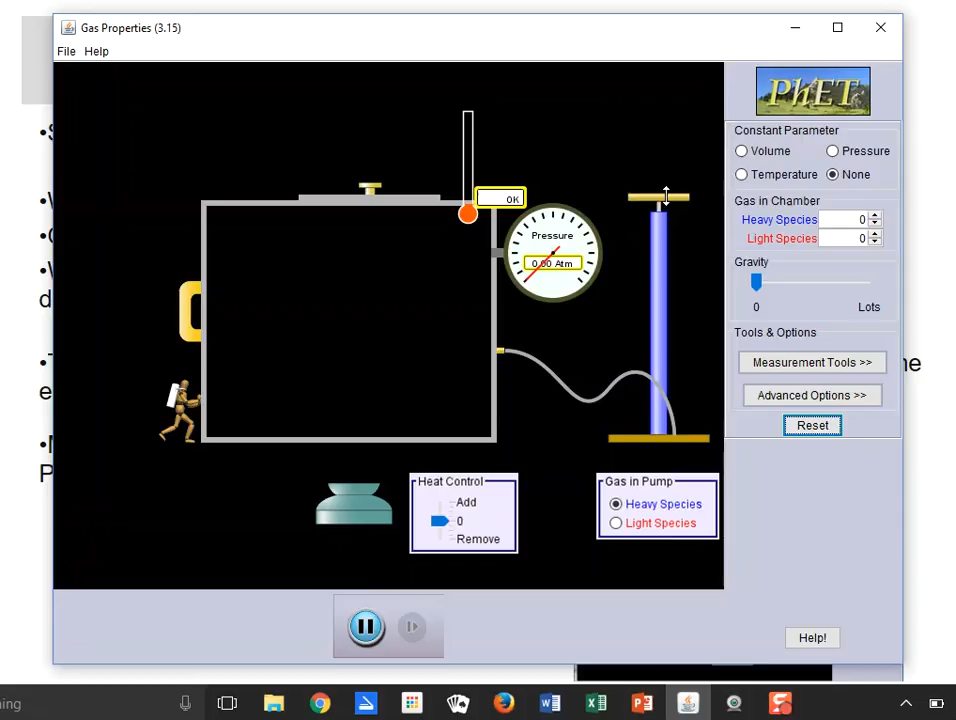 Gas Properties (3.15)
File Help
PhET
Constant Parameter
Volume Pressure
Temperature None
Gas in Chamber
Heavy Species 0
Light Species 0
Gravity
0 Lots
Tools & Options
Measurement Tools >>
Advanced Options >>
Reset
0K
Pressure
0.00 Atm
Heat Control
Add
0
Remove
Gas in Pump
Heavy Species
Light Species
Help!